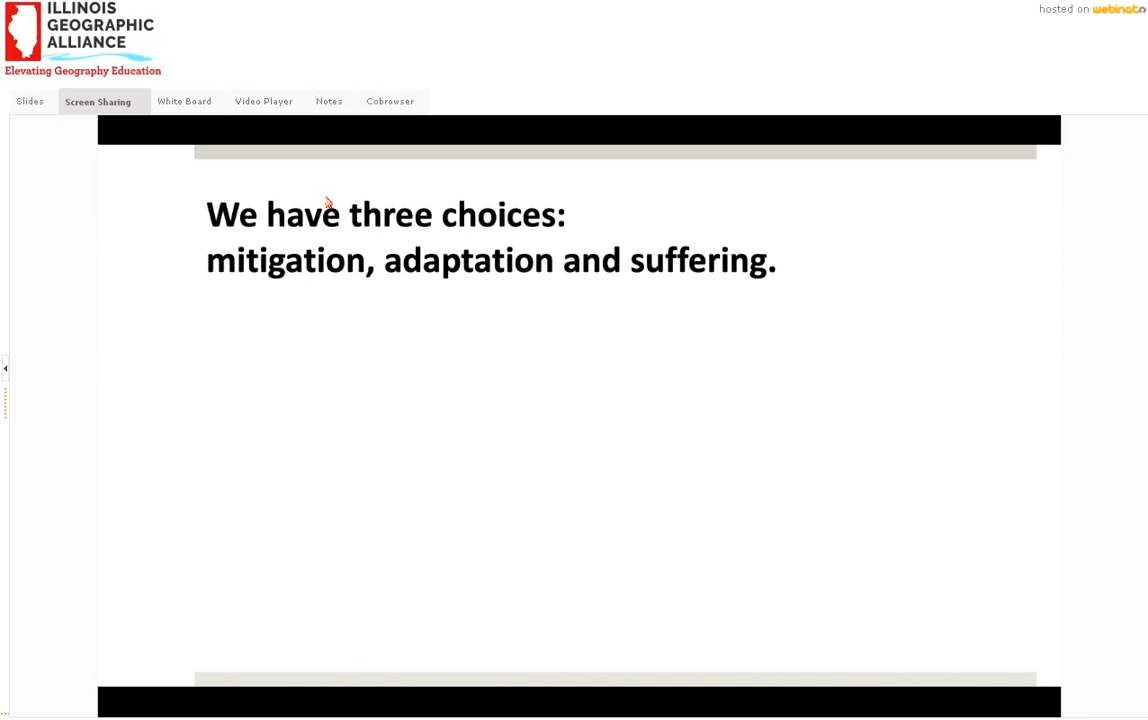 ILLINOIS
GEOGRAPHIC
ALLIANCE
Elevating Geography Education
hosted on webinato
Slides Screen Sharing White Board Video Player Notes Cobrowser
We have three choices:
mitigation, adaptation and suffering.